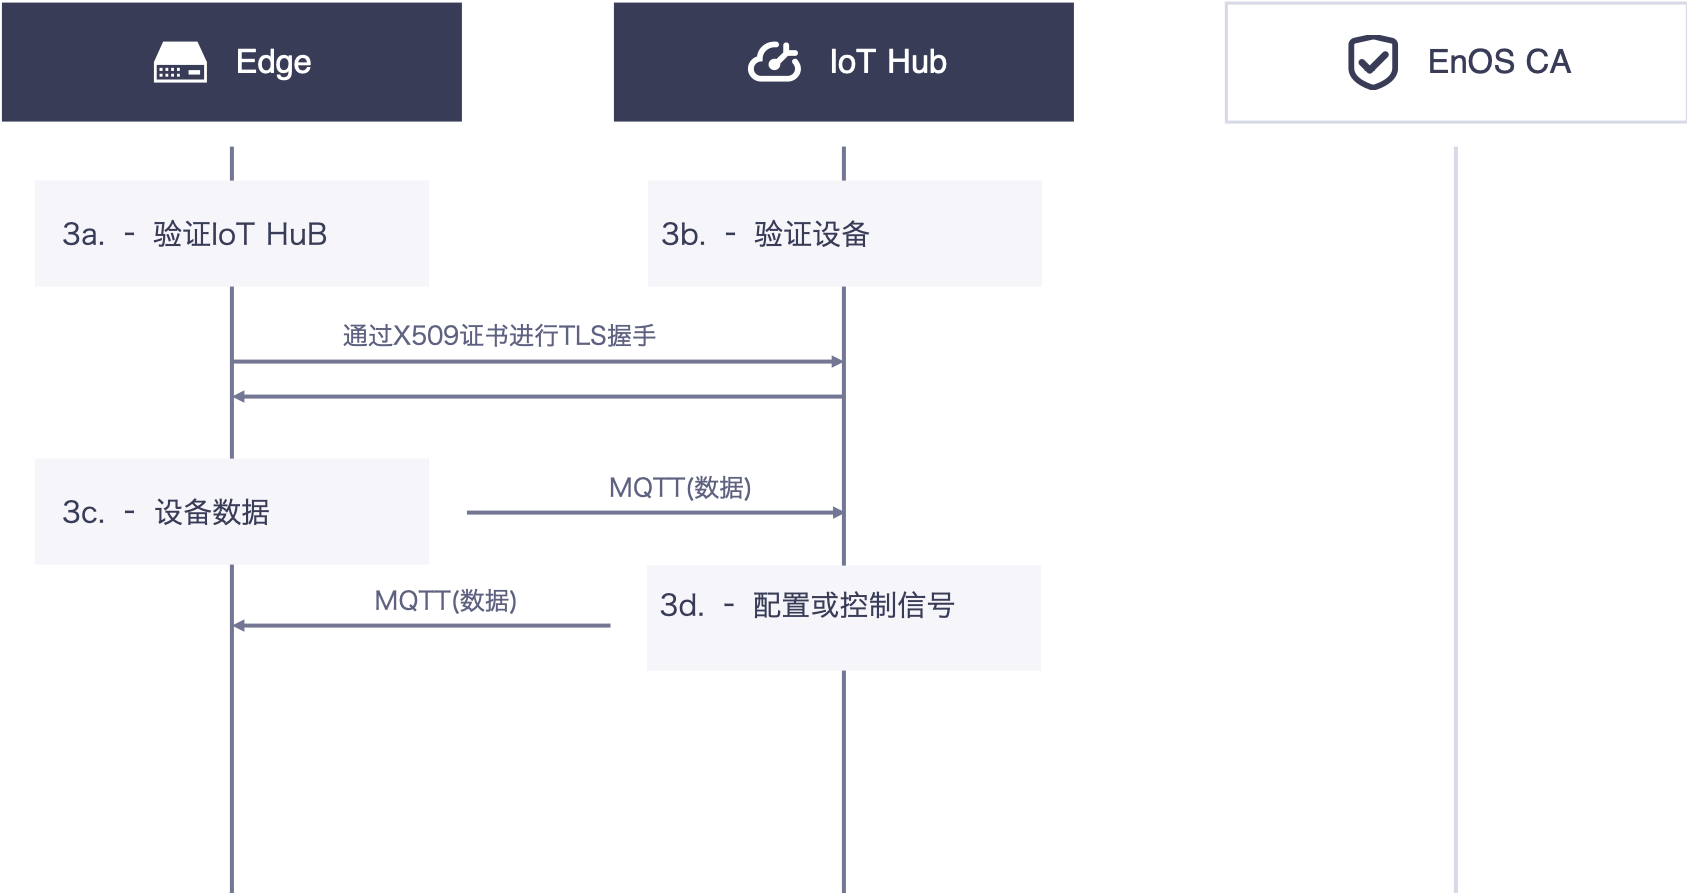 Edge
IoT Hub
EnOS CA
3a. - 验证IoT HuB
3b. - 验证设备
通过X509证书进行TLS握手
3c. - 设备数据
MQTT(数据)
MQTT(数据)
3d. - 配置或控制信号